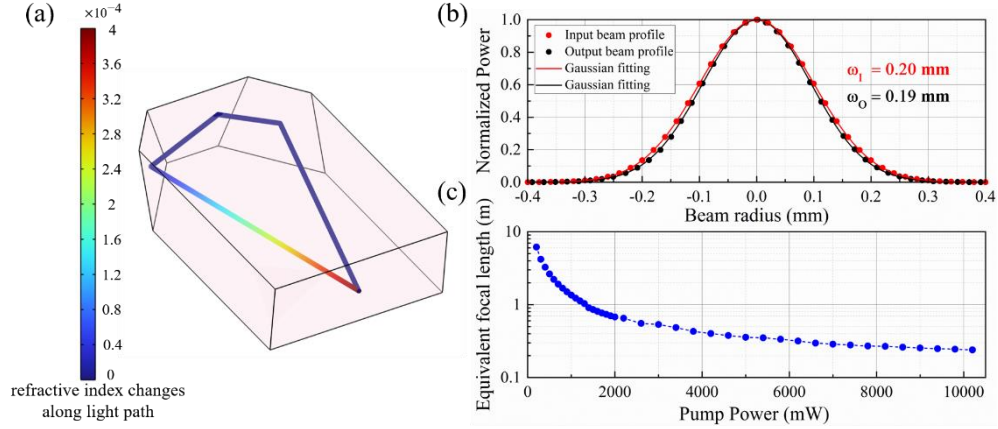 (a)
×10⁻⁴
4
3.6
3.2
2.8
2.4
2
1.6
1.2
0.8
0.4
0
refractive index changes
along light path
(b)
Normalized Power
1.0
0.8
0.6
0.4
0.2
0.0
Input beam profile
Output beam profile
Gaussian fitting
Gaussian fitting
ω_I = 0.20 mm
ω_O = 0.19 mm
-0.4 -0.3 -0.2 -0.1 0.0 0.1 0.2 0.3 0.4
Beam radius (mm)
(c)
Equivalent focal length (m)
10
1
0.1
0 2000 4000 6000 8000 10000
Pump Power (mW)